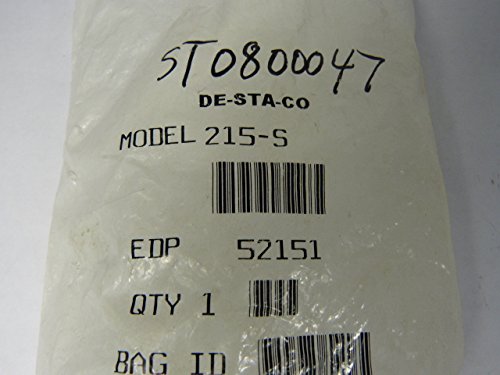 ST0800047
DE-STA-CO
MODEL 215-S
EDP 52151
QTY 1
BAG ID